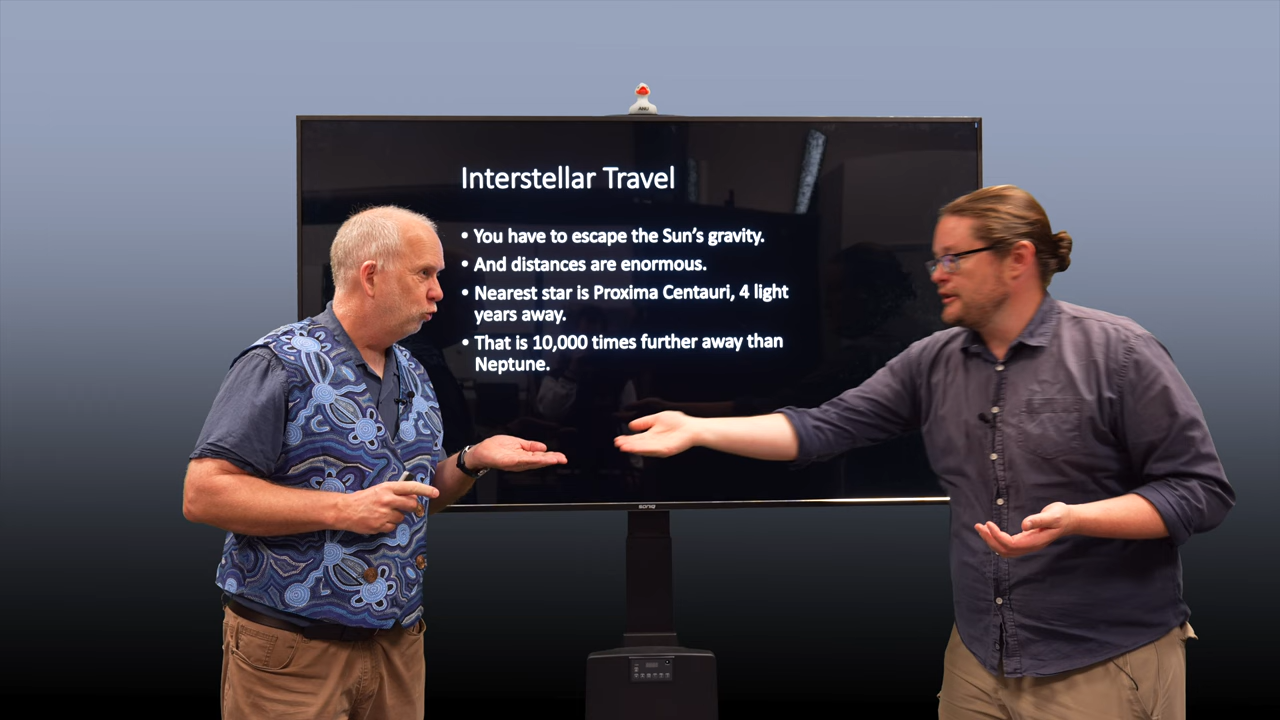 Interstellar Travel
• You have to escape the Sun’s gravity.
• And distances are enormous.
• Nearest star is Proxima Centauri, 4 light
years away.
• That is 10,000 times further away than
Neptune.
soniq